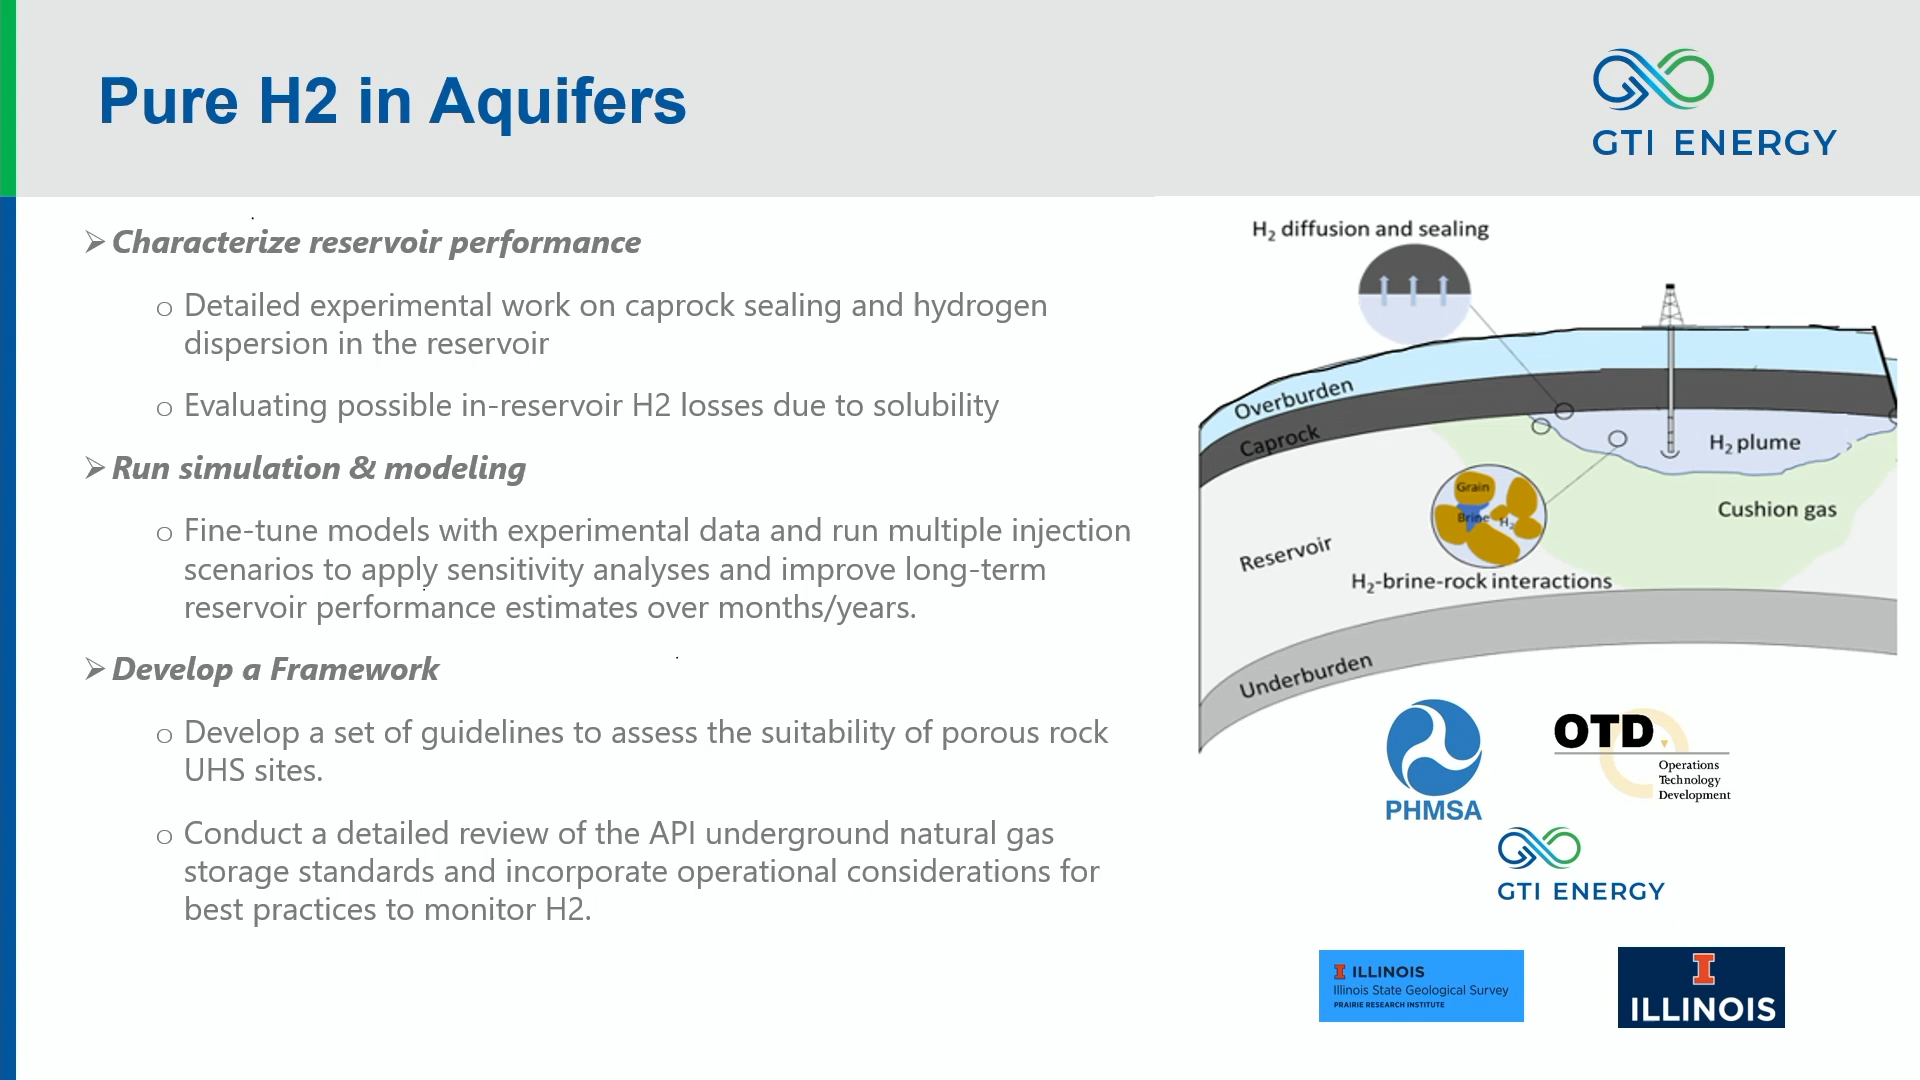 Pure H2 in Aquifers
GTI ENERGY
➢ Characterize reservoir performance
o Detailed experimental work on caprock sealing and hydrogen
dispersion in the reservoir
o Evaluating possible in-reservoir H2 losses due to solubility
➢ Run simulation & modeling
o Fine-tune models with experimental data and run multiple injection
scenarios to apply sensitivity analyses and improve long-term
reservoir performance estimates over months/years.
➢ Develop a Framework
o Develop a set of guidelines to assess the suitability of porous rock
UHS sites.
o Conduct a detailed review of the API underground natural gas
storage standards and incorporate operational considerations for
best practices to monitor H2.
H₂ diffusion and sealing
Overburden
Caprock
H₂ plume
Grain
Brine
H₂
Cushion gas
Reservoir
H₂-brine-rock interactions
Underburden
PHMSA
OTD
Operations
Technology
Development
GTI ENERGY
I ILLINOIS
Illinois State Geological Survey
PRAIRIE RESEARCH INSTITUTE
I
ILLINOIS